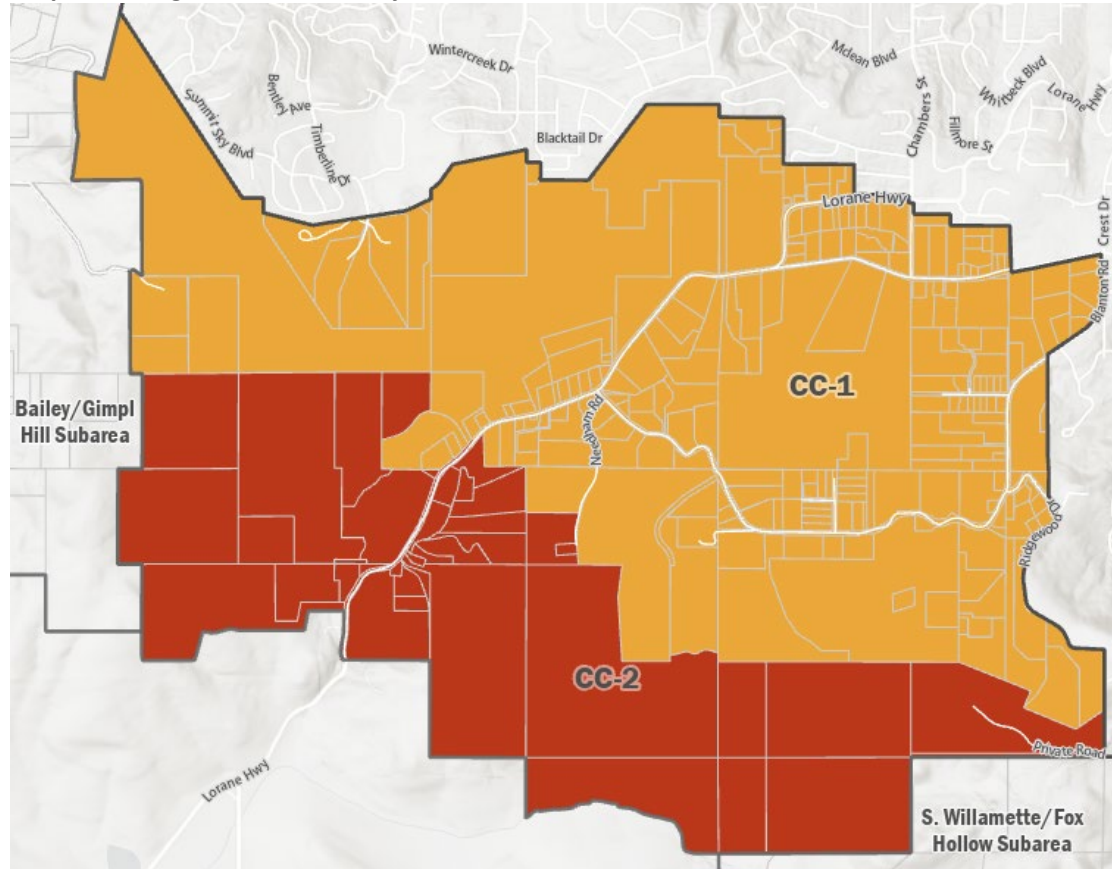 Wintercreek Dr
Mclean Blvd
Bentley Ave
Summit Sky Blvd
Timberline Dr
Blacktail Dr
Chambers St
Whitbeck Blvd
Lorane Hwy
Fillmore St
Lorane Hwy
Crest Dr
Blanton Rd
CC-1
Bailey/Gimpl
Hill Subarea
Needham Rd
Ridgewood Dr
CC-2
Private Road
Lorane Hwy
S. Willamette/Fox
Hollow Subarea